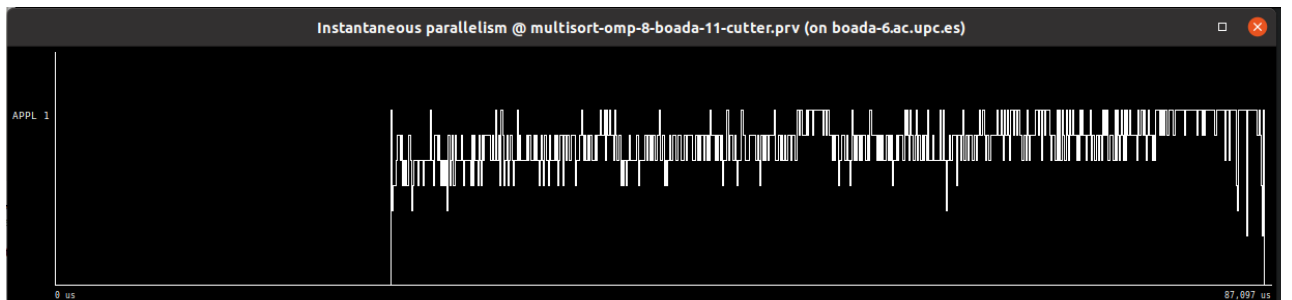 Instantaneous parallelism @ multisort-omp-8-boada-11-cutter.prv (on boada-6.ac.upc.es)
APPL 1
0 us
87,097 us